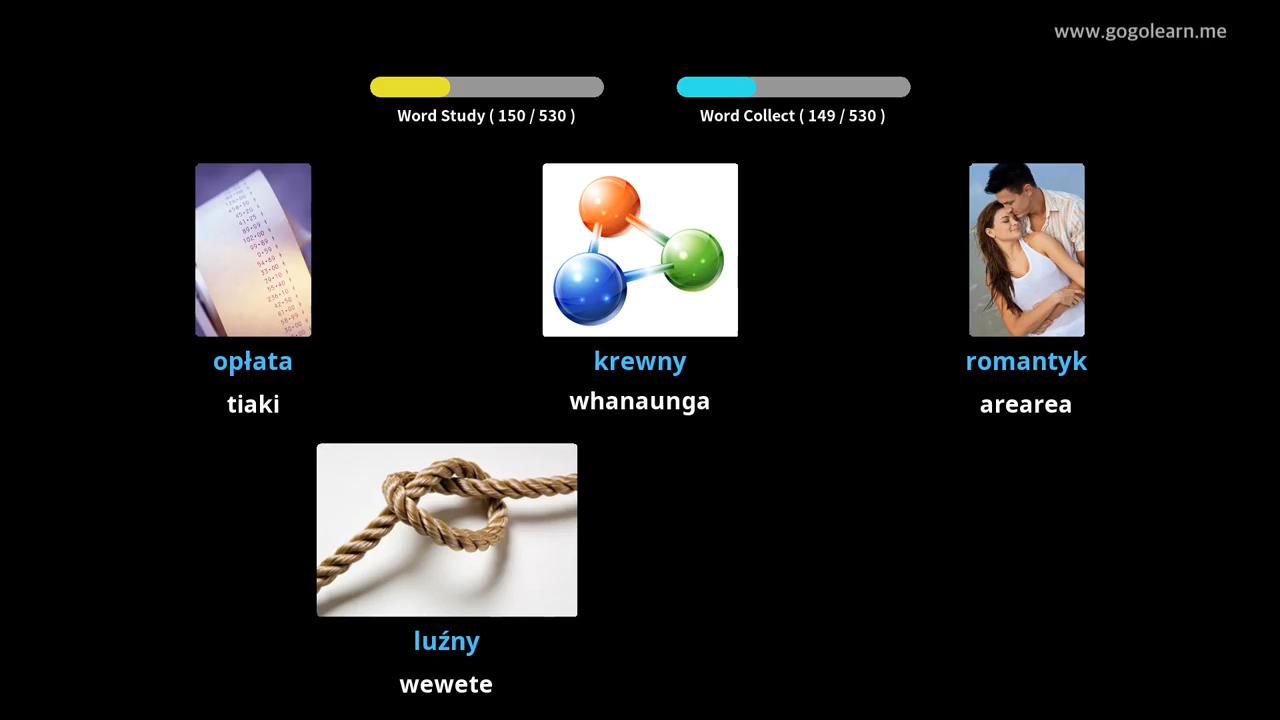 www.gogolearn.me
Word Study ( 150 / 530 )
Word Collect ( 149 / 530 )
opłata
tiaki
krewny
whanaunga
romantyk
arearea
luźny
wewete